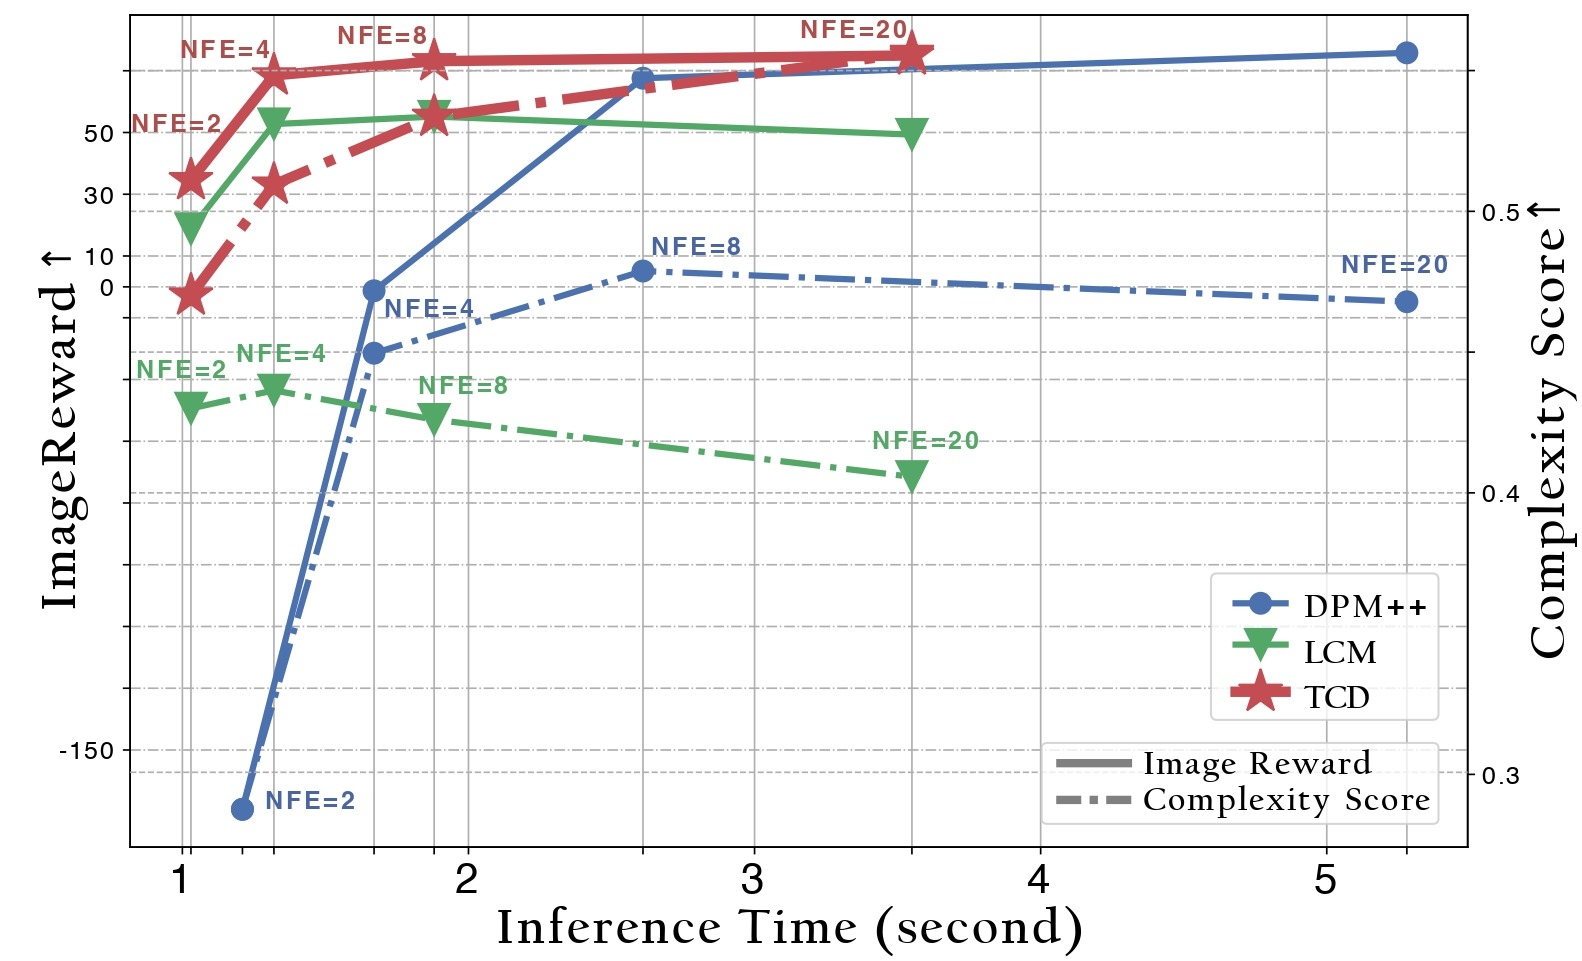 NFE=20
NFE=8
NFE=4
NFE=2
50
30
10
0
-150
ImageReward ↑
0.5
0.4
0.3
Complexity Score↑
NFE=8
NFE=20
NFE=4
NFE=2
NFE=4
NFE=2
NFE=8
NFE=20
DPM++
LCM
TCD
Image Reward
Complexity Score
1 2 3 4 5
Inference Time (second)